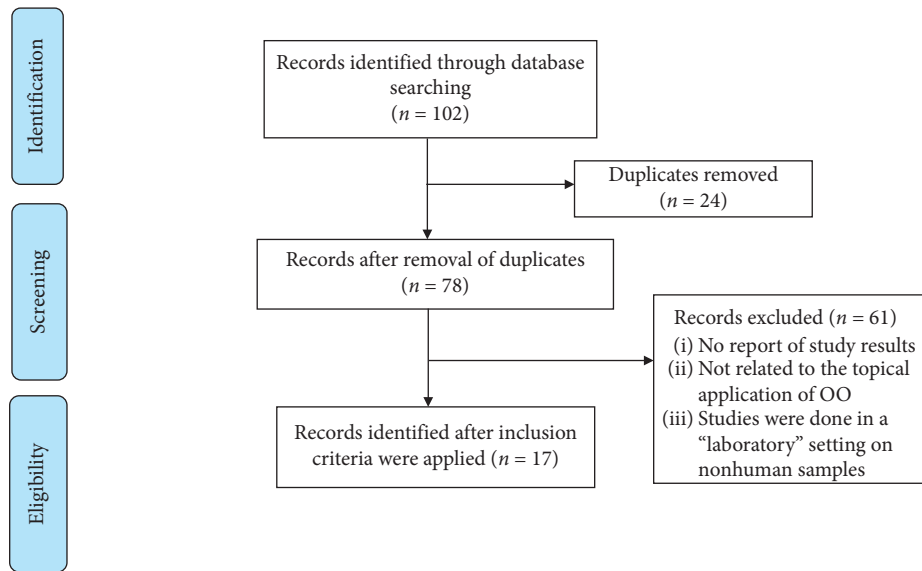 Identification
Records identified through database
searching
(n = 102)
Duplicates removed
(n = 24)
Screening
Records after removal of duplicates
(n = 78)
Records excluded (n = 61)
(i) No report of study results
(ii) Not related to the topical
application of OO
(iii) Studies were done in a
“laboratory” setting on
nonhuman samples
Eligibility
Records identified after inclusion
criteria were applied (n = 17)